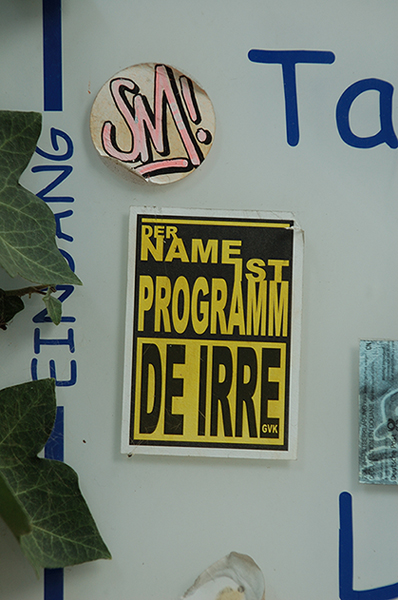 Ta
SM!
EINGANG
DER
NAME
IST
PROGRAMM
DE IRRE
GVK